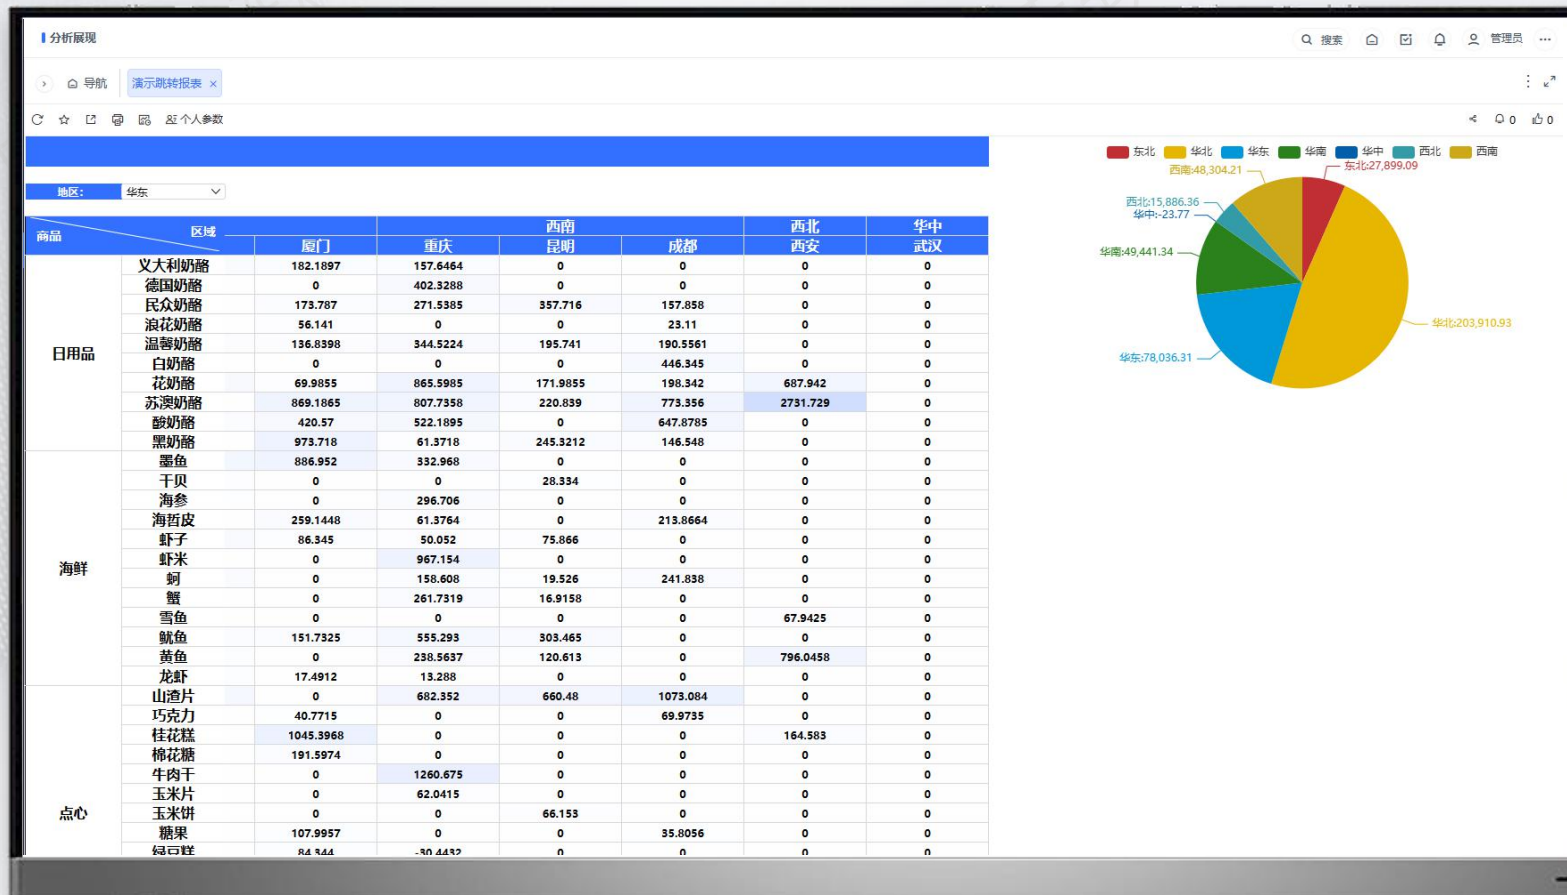 分析展现
搜索 管理员 ...
导航 演示跳转报表 ×
个人参数 0 0
地区: 华东
商品 区域 西南 西北 华中
厦门 重庆 昆明 成都 西安 武汉
日用品
义大利奶酪 182.1897 157.6464 0 0 0 0
德国奶酪 0 402.3288 0 0 0 0
民众奶酪 173.787 271.5385 357.716 157.858 0 0
浪花奶酪 56.141 0 0 23.11 0 0
温馨奶酪 136.8398 344.5224 195.741 190.5561 0 0
白奶酪 0 0 0 446.345 0 0
花奶酪 69.9855 865.5985 171.9855 198.342 687.942 0
苏澳奶酪 869.1865 807.7358 220.839 773.356 2731.729 0
酸奶酪 420.57 522.1895 0 647.8785 0 0
黑奶酪 973.718 61.3718 245.3212 146.548 0 0
海鲜
墨鱼 886.952 332.968 0 0 0 0
干贝 0 0 28.334 0 0 0
海参 0 296.706 0 0 0 0
海哲皮 259.1448 61.3764 0 213.8664 0 0
虾子 86.345 50.052 75.866 0 0 0
虾米 0 967.154 0 0 0 0
蚵 0 158.608 19.526 241.838 0 0
蟹 0 261.7319 16.9158 0 0 0
雪鱼 0 0 0 0 67.9425 0
鱿鱼 151.7325 555.293 303.465 0 0 0
黄鱼 0 238.5637 120.613 0 796.0458 0
龙虾 17.4912 13.288 0 0 0 0
点心
山渣片 0 682.352 660.48 1073.084 0 0
巧克力 40.7715 0 0 69.9735 0 0
桂花糕 1045.3968 0 0 0 164.583 0
棉花糖 191.5974 0 0 0 0 0
牛肉干 0 1260.675 0 0 0 0
玉米片 0 62.0415 0 0 0 0
玉米饼 0 0 66.153 0 0 0
糖果 107.9957 0 0 35.8056 0 0
绿豆糕 84.344 -30.4432 0 0 0 0
东北 华北 华东 华南 华中 西北 西南
东北:27,899.09
西南:48,304.21
西北:15,886.36
华中:-23.77
华南:49,441.34
华北:203,910.93
华东:78,036.31